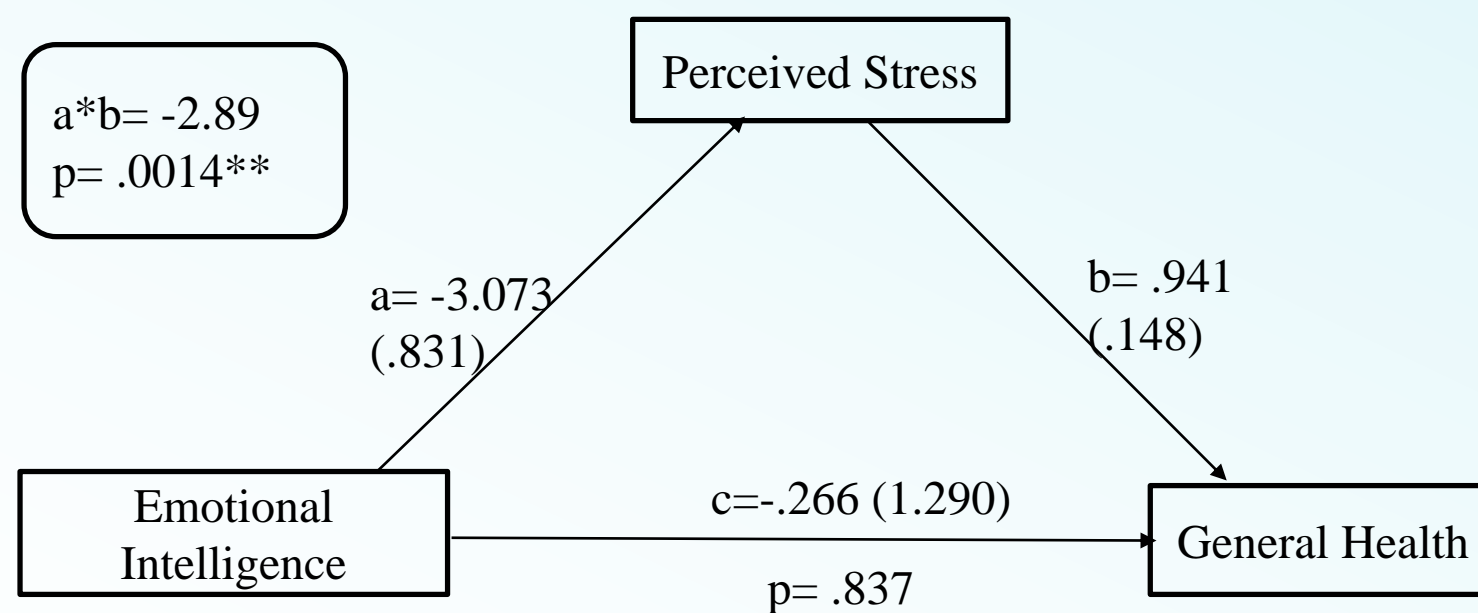 Perceived Stress
a*b= -2.89
p= .0014**
a= -3.073
(.831)
b= .941
(.148)
Emotional
Intelligence
c=-.266 (1.290)
p= .837
General Health